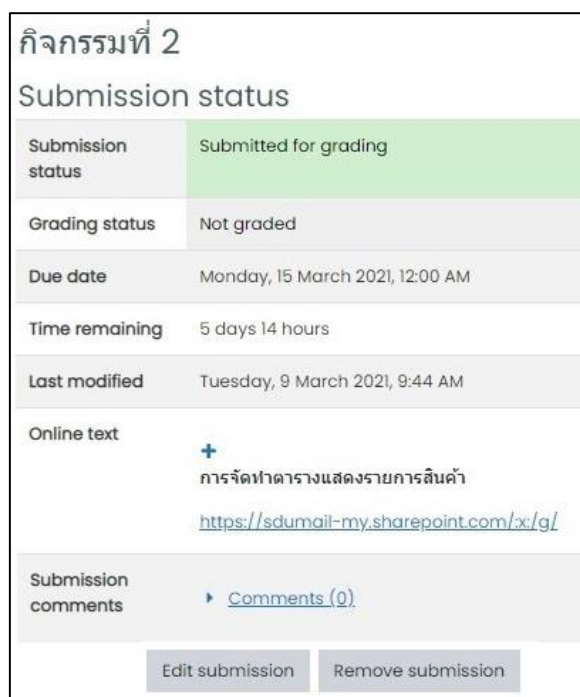 กิจกรรมที่ 2
Submission status
Submission status Submitted for grading
Grading status Not graded
Due date Monday, 15 March 2021, 12:00 AM
Time remaining 5 days 14 hours
Last modified Tuesday, 9 March 2021, 9:44 AM
Online text
+
การจัดทำตารางแสดงรายการสินค้า
https://sdumail-my.sharepoint.com/:x:/g/
Submission comments Comments (0)
Edit submission Remove submission